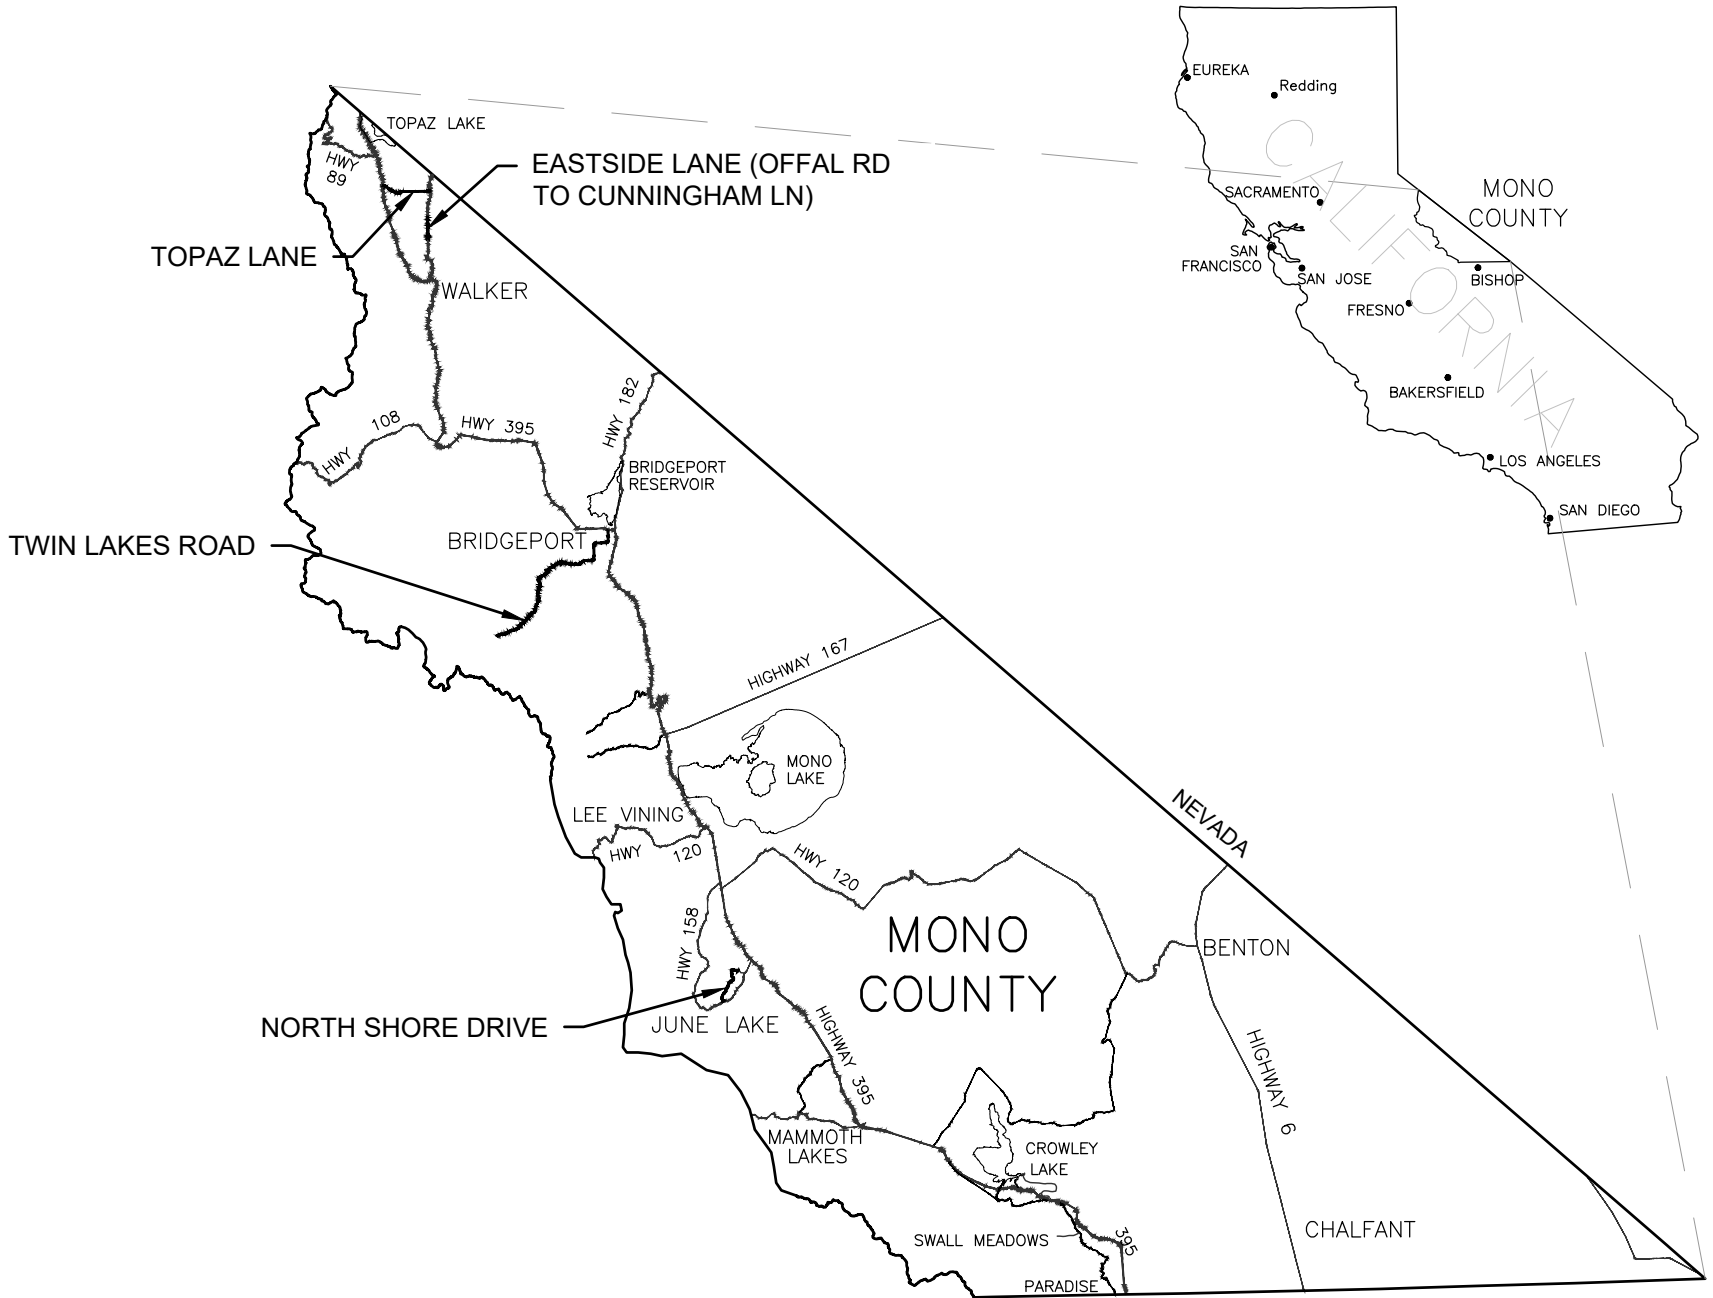 EUREKA
Redding
CALIFORNIA
SACRAMENTO
MONO
COUNTY
SAN
FRANCISCO
SAN JOSE
BISHOP
FRESNO
BAKERSFIELD
LOS ANGELES
SAN DIEGO
TOPAZ LAKE
HWY
89
EASTSIDE LANE (OFFAL RD
TO CUNNINGHAM LN)
TOPAZ LANE
WALKER
HWY 182
HWY 108
HWY 395
BRIDGEPORT
RESERVOIR
BRIDGEPORT
TWIN LAKES ROAD
HIGHWAY 167
MONO
LAKE
NEVADA
LEE VINING
HWY 120
HWY 120
HWY 158
MONO
COUNTY
BENTON
NORTH SHORE DRIVE
JUNE LAKE
HIGHWAY 395
HIGHWAY 6
MAMMOTH
LAKES
CROWLEY
LAKE
CHALFANT
SWALL MEADOWS
395
PARADISE